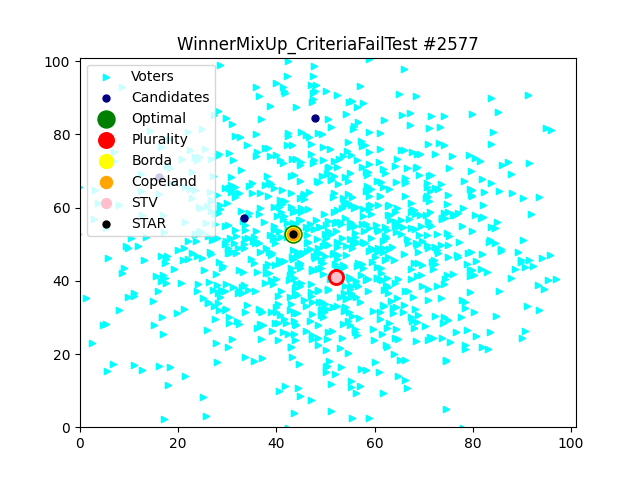 WinnerMixUp_CriteriaFailTest #2577
100
80
60
40
20
0
Voters
Candidates
Optimal
Plurality
Borda
Copeland
STV
STAR
0 20 40 60 80 100